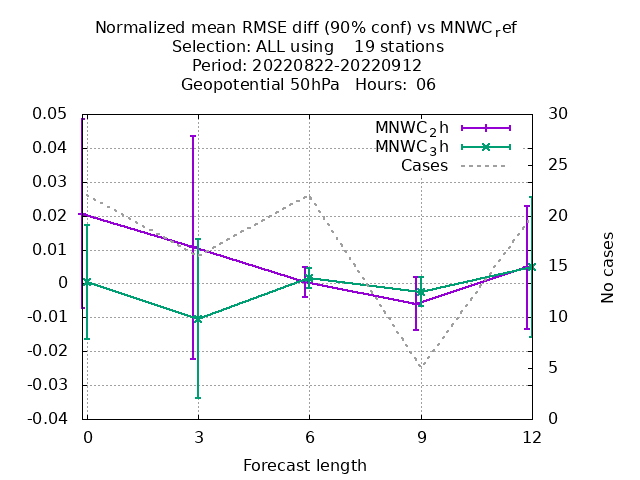 Normalized mean RMSE diff (90% conf) vs MNWC_ref
Selection: ALL using    19 stations
Period: 20220822-20220912
Geopotential 50hPa   Hours: 06
MNWC_2h
MNWC_3h
Cases
0.05
0.04
0.03
0.02
0.01
0
-0.01
-0.02
-0.03
-0.04
30
25
20
15
10
5
0
No cases
0 3 6 9 12
Forecast length